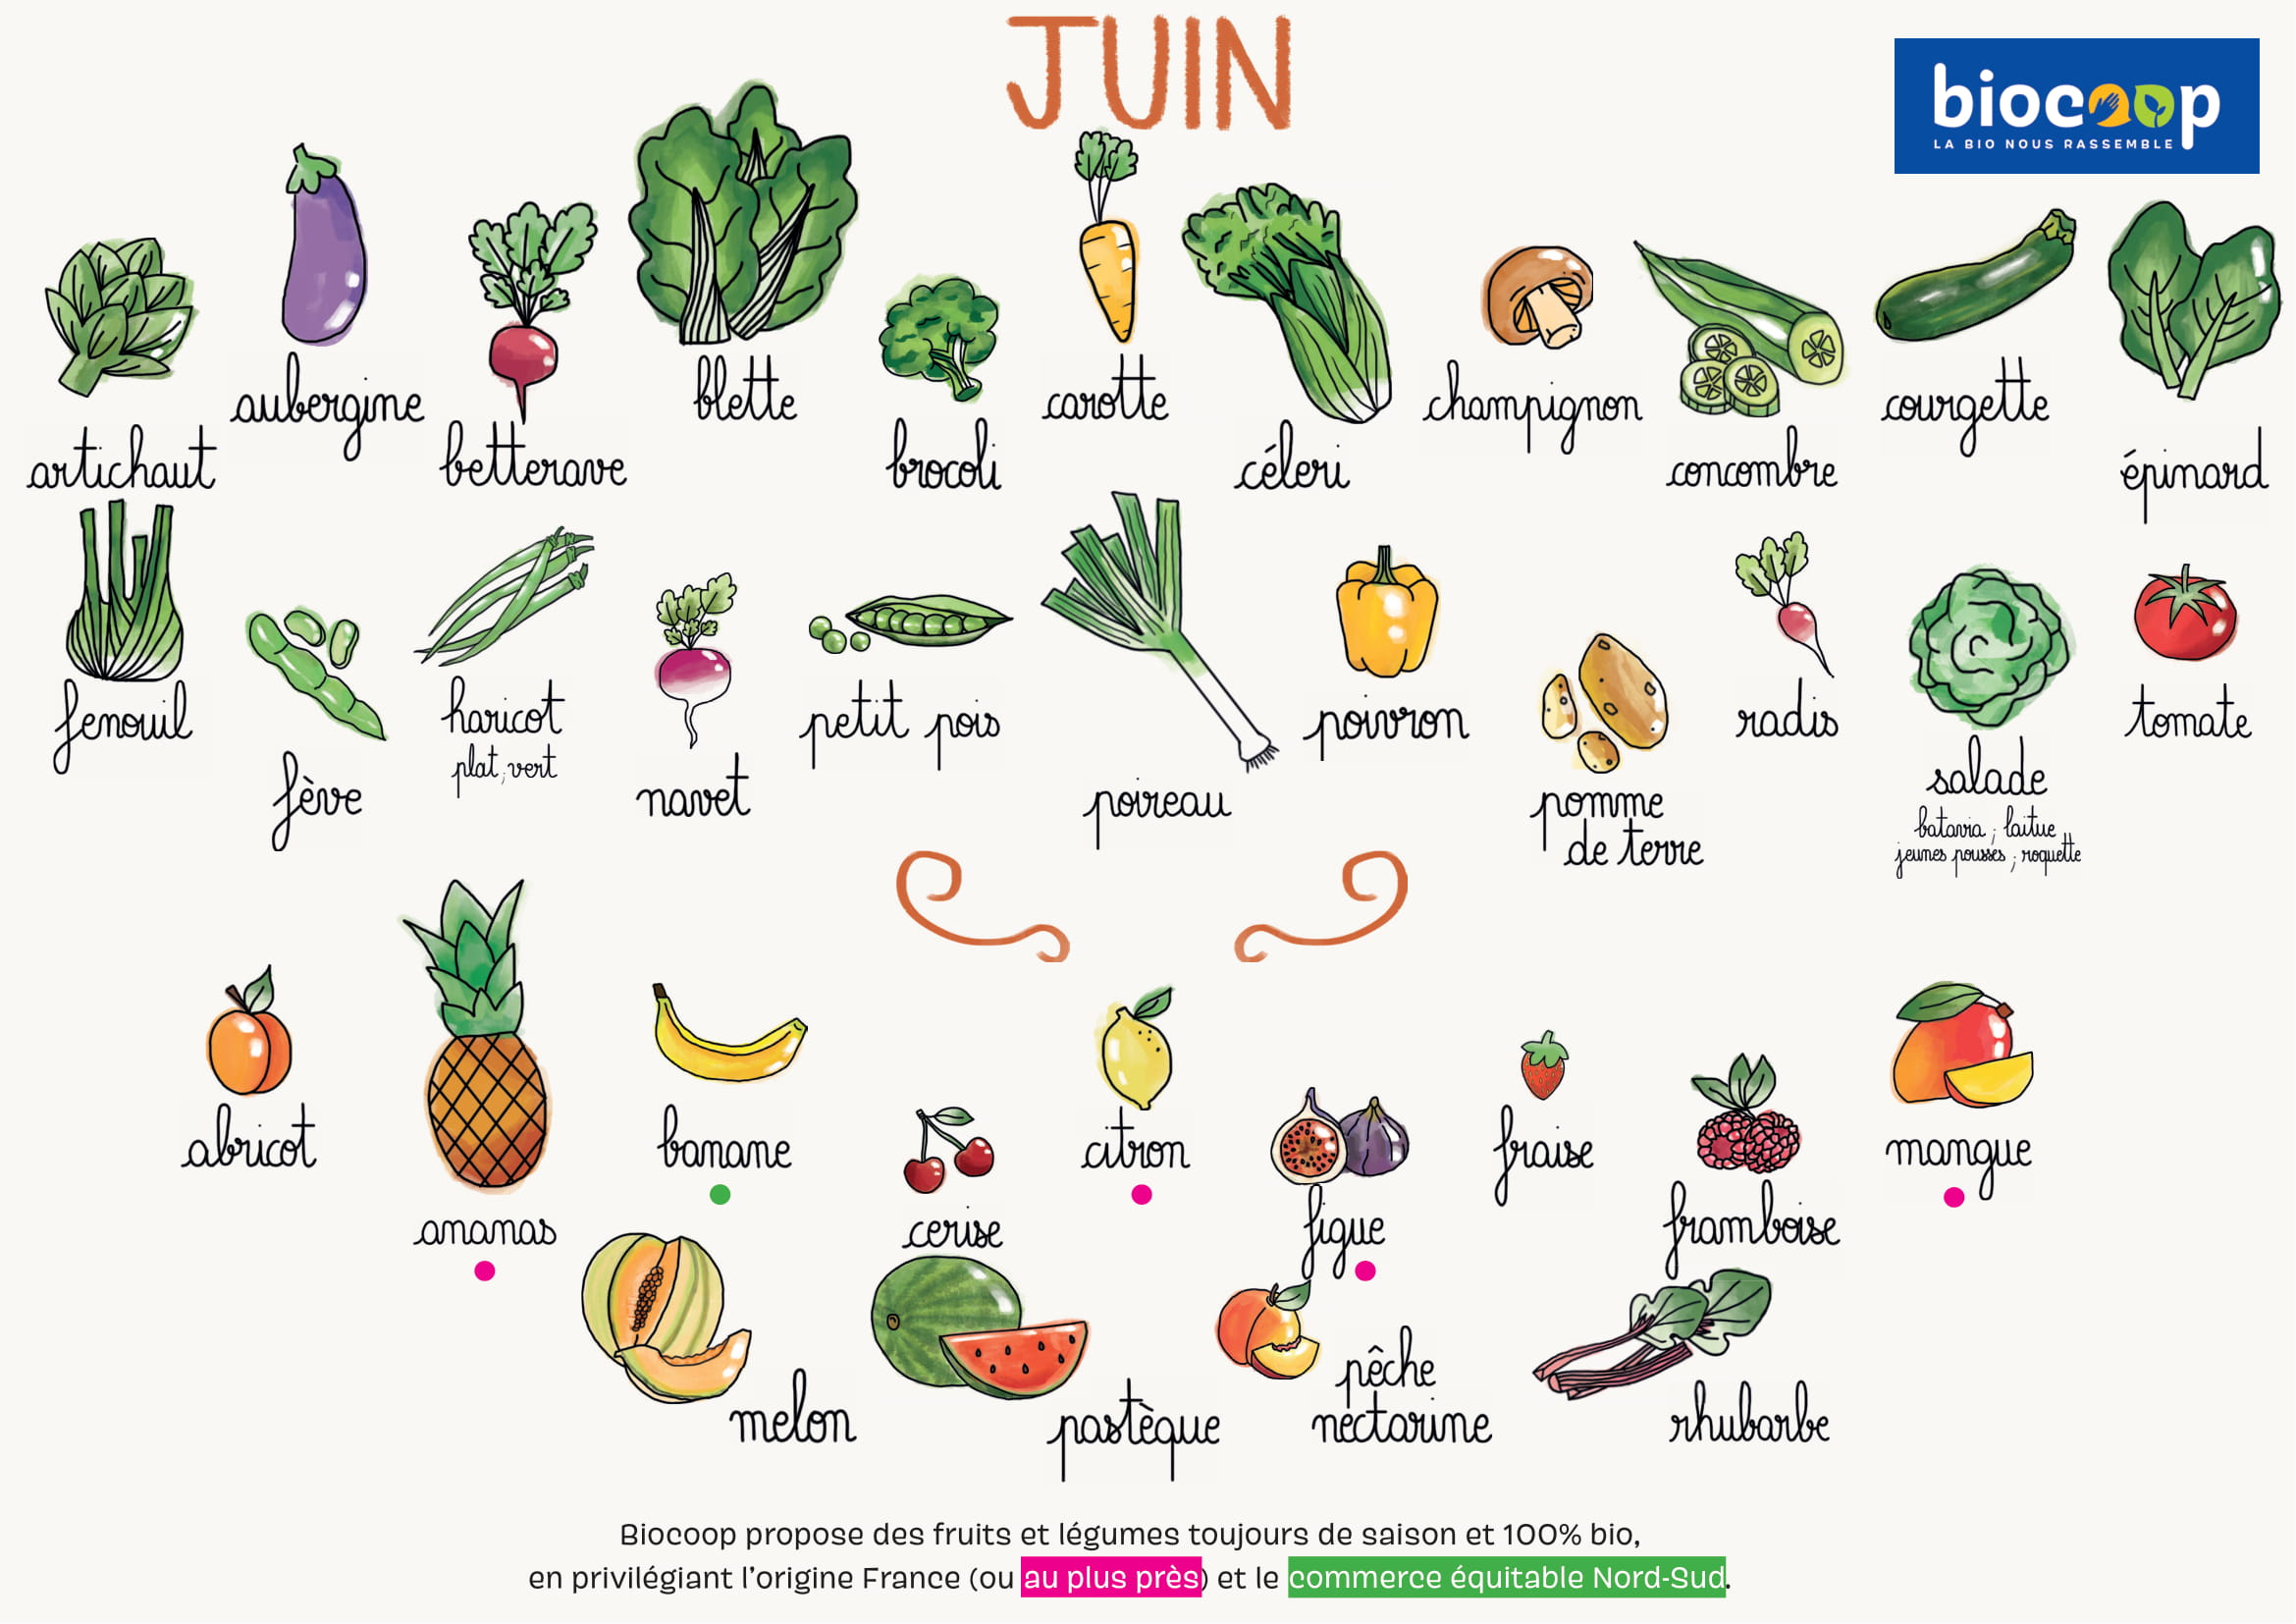 JUIN
biocoop
LA BIO NOUS RASSEMBLE
artichaut
aubergine
betterave
blette
brocoli
carotte
céleri
champignon
concombre
courgette
épinard
fenouil
fève
haricot
plat, vert
navet
petit pois
poireau
poivron
pomme
de terre
radis
salade
batavia ; laitue
jeunes pousses ; roquette
tomate
abricot
ananas
banane
cerise
citron
figue
fraise
framboise
mangue
melon
pastèque
pêche
nectarine
rhubarbe
Biocoop propose des fruits et légumes toujours de saison et 100% bio,
en privilégiant l'origine France (ou au plus près) et le commerce équitable Nord-Sud.